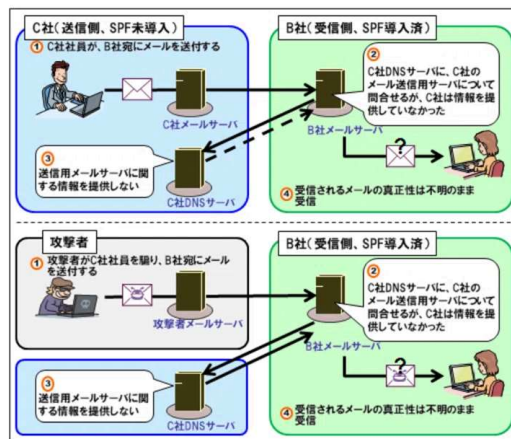 C社(送信側、SPF未導入)
① C社社員が、B社宛にメールを送付する
C社メールサーバ
③
送信用メールサーバに関
する情報を提供しない
C社DNSサーバ
B社(受信側、SPF導入済)
②
C社DNSサーバに、C社の
メール送信用サーバについて
問合せるが、C社は情報を提
供していなかった
B社メールサーバ
?
④ 受信されるメールの真正性は不明のまま
受信
攻撃者
① 攻撃者がC社社員を騙り、B社宛にメール
を送付する
攻撃者メールサーバ
③
送信用メールサーバに関
する情報を提供しない
C社DNSサーバ
B社(受信側、SPF導入済)
②
C社DNSサーバに、C社の
メール送信用サーバについて
問合せるが、C社は情報を提
供していなかった
B社メールサーバ
?
④ 受信されるメールの真正性は不明のまま
受信